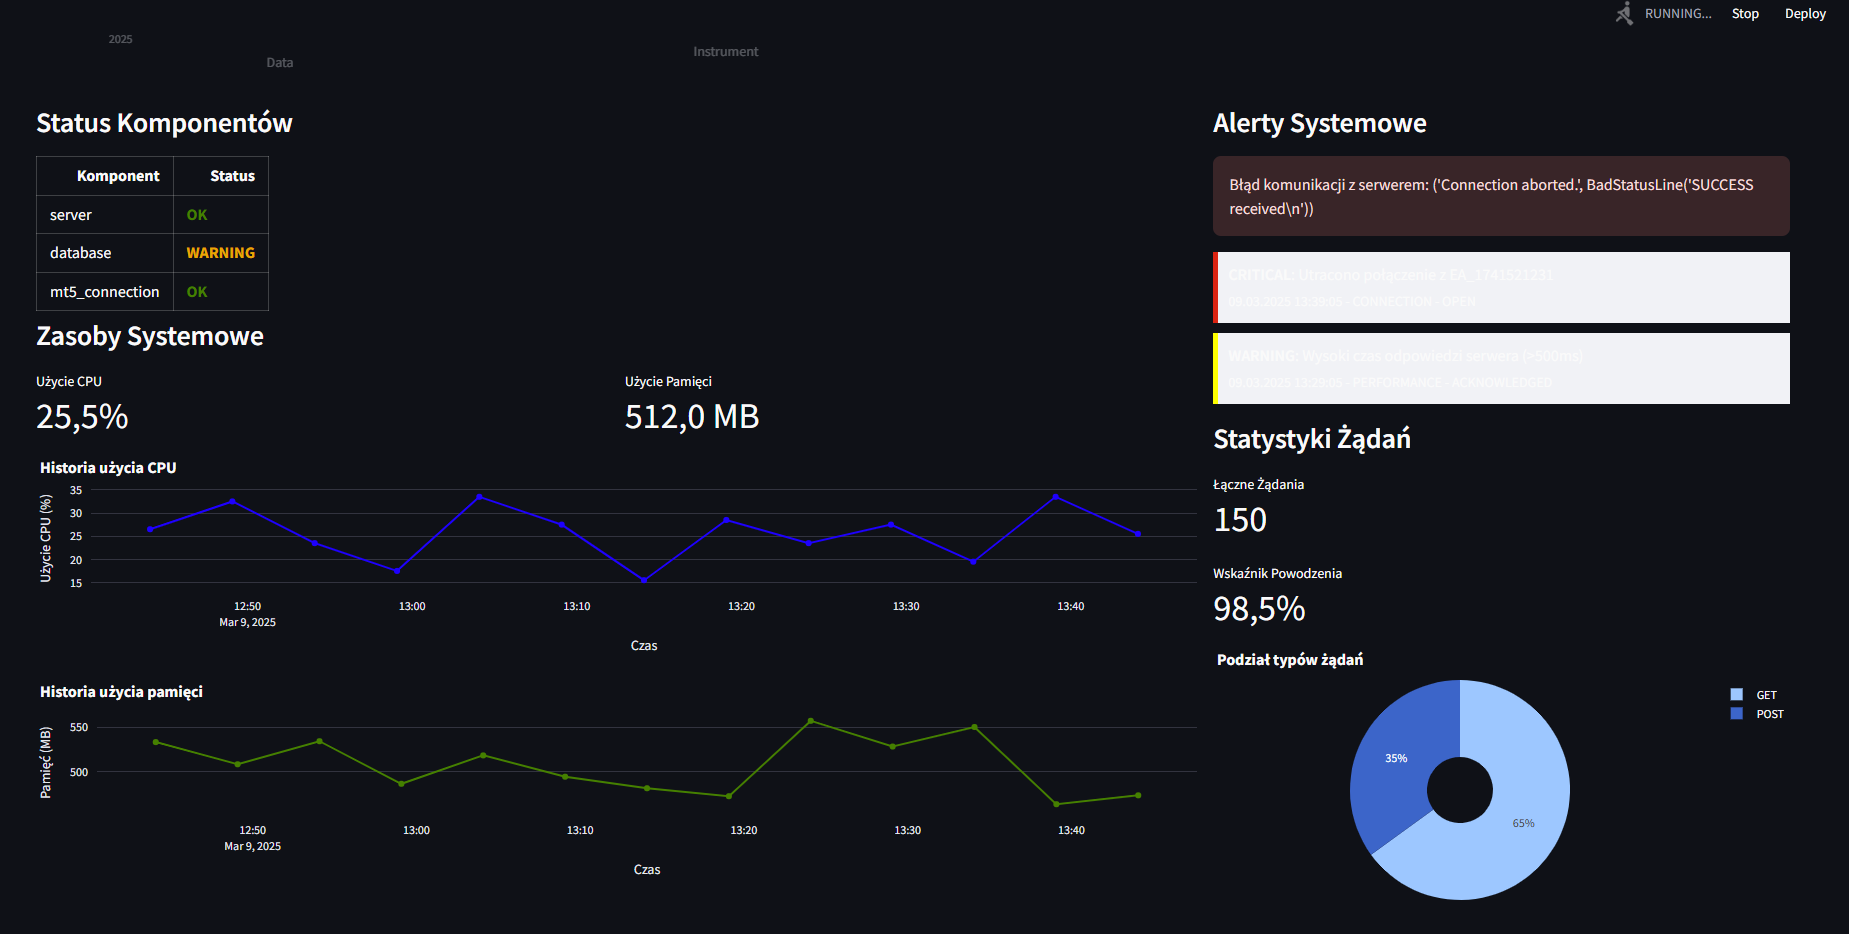 RUNNING...
Stop
Deploy
2025
Data
Instrument
Status Komponentów
Komponent Status
server OK
database WARNING
mt5_connection OK
Zasoby Systemowe
Użycie CPU
25,5%
Użycie Pamięci
512,0 MB
Historia użycia CPU
Użycie CPU (%)
35
30
25
20
15
12:50
Mar 9, 2025
13:00
13:10
13:20
13:30
13:40
Czas
Historia użycia pamięci
Pamięć (MB)
550
500
12:50
Mar 9, 2025
13:00
13:10
13:20
13:30
13:40
Czas
Alerty Systemowe
Błąd komunikacji z serwerem: ('Connection aborted.', BadStatusLine('SUCCESS
received\n'))
CRITICAL: Utracono połączenie z EA_1741521231
09.03.2025 13:39:05 - CONNECTION - OPEN
WARNING: Wysoki czas odpowiedzi serwera (>500ms)
09.03.2025 13:29:05 - PERFORMANCE - ACKNOWLEDGED
Statystyki Żądań
Łączne Żądania
150
Wskaźnik Powodzenia
98,5%
Podział typów żądań
GET
POST
35%
65%